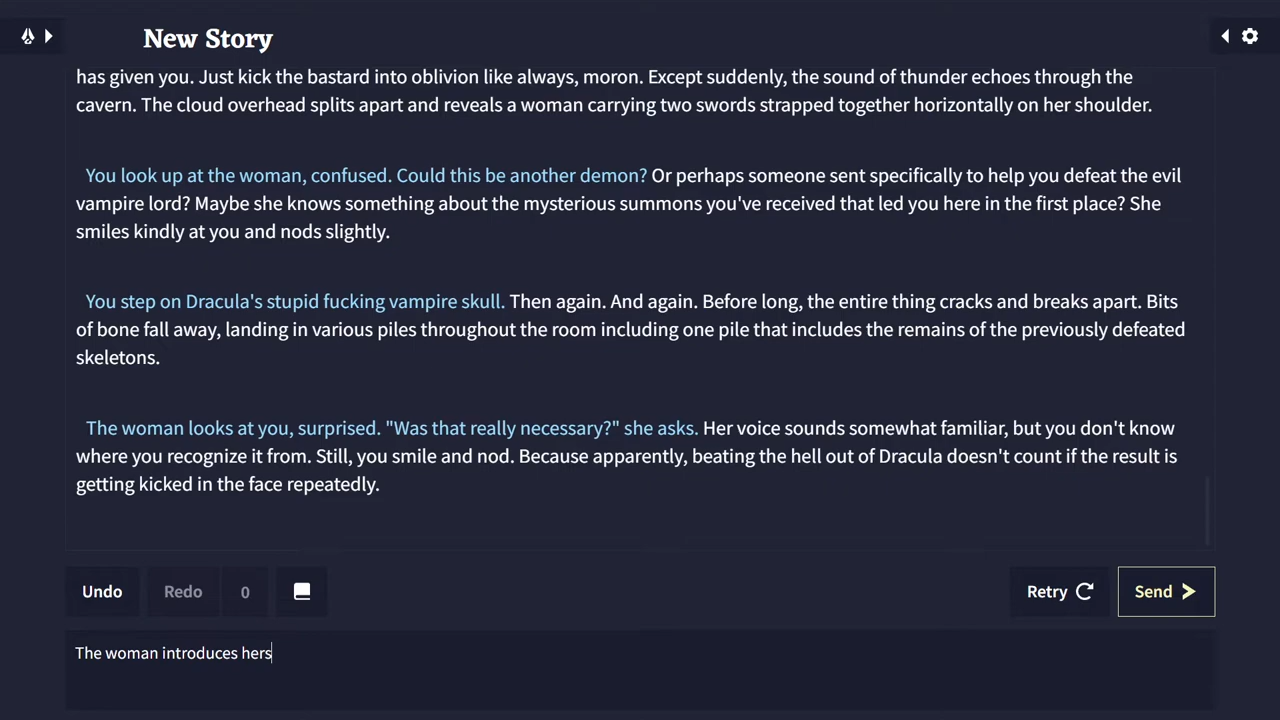 New Story
has given you. Just kick the bastard into oblivion like always, moron. Except suddenly, the sound of thunder echoes through the
cavern. The cloud overhead splits apart and reveals a woman carrying two swords strapped together horizontally on her shoulder.
You look up at the woman, confused. Could this be another demon? Or perhaps someone sent specifically to help you defeat the evil
vampire lord? Maybe she knows something about the mysterious summons you've received that led you here in the first place? She
smiles kindly at you and nods slightly.
You step on Dracula's stupid fucking vampire skull. Then again. And again. Before long, the entire thing cracks and breaks apart. Bits
of bone fall away, landing in various piles throughout the room including one pile that includes the remains of the previously defeated
skeletons.
The woman looks at you, surprised. "Was that really necessary?" she asks. Her voice sounds somewhat familiar, but you don't know
where you recognize it from. Still, you smile and nod. Because apparently, beating the hell out of Dracula doesn't count if the result is
getting kicked in the face repeatedly.
Undo Redo 0 Retry Send
The woman introduces hers